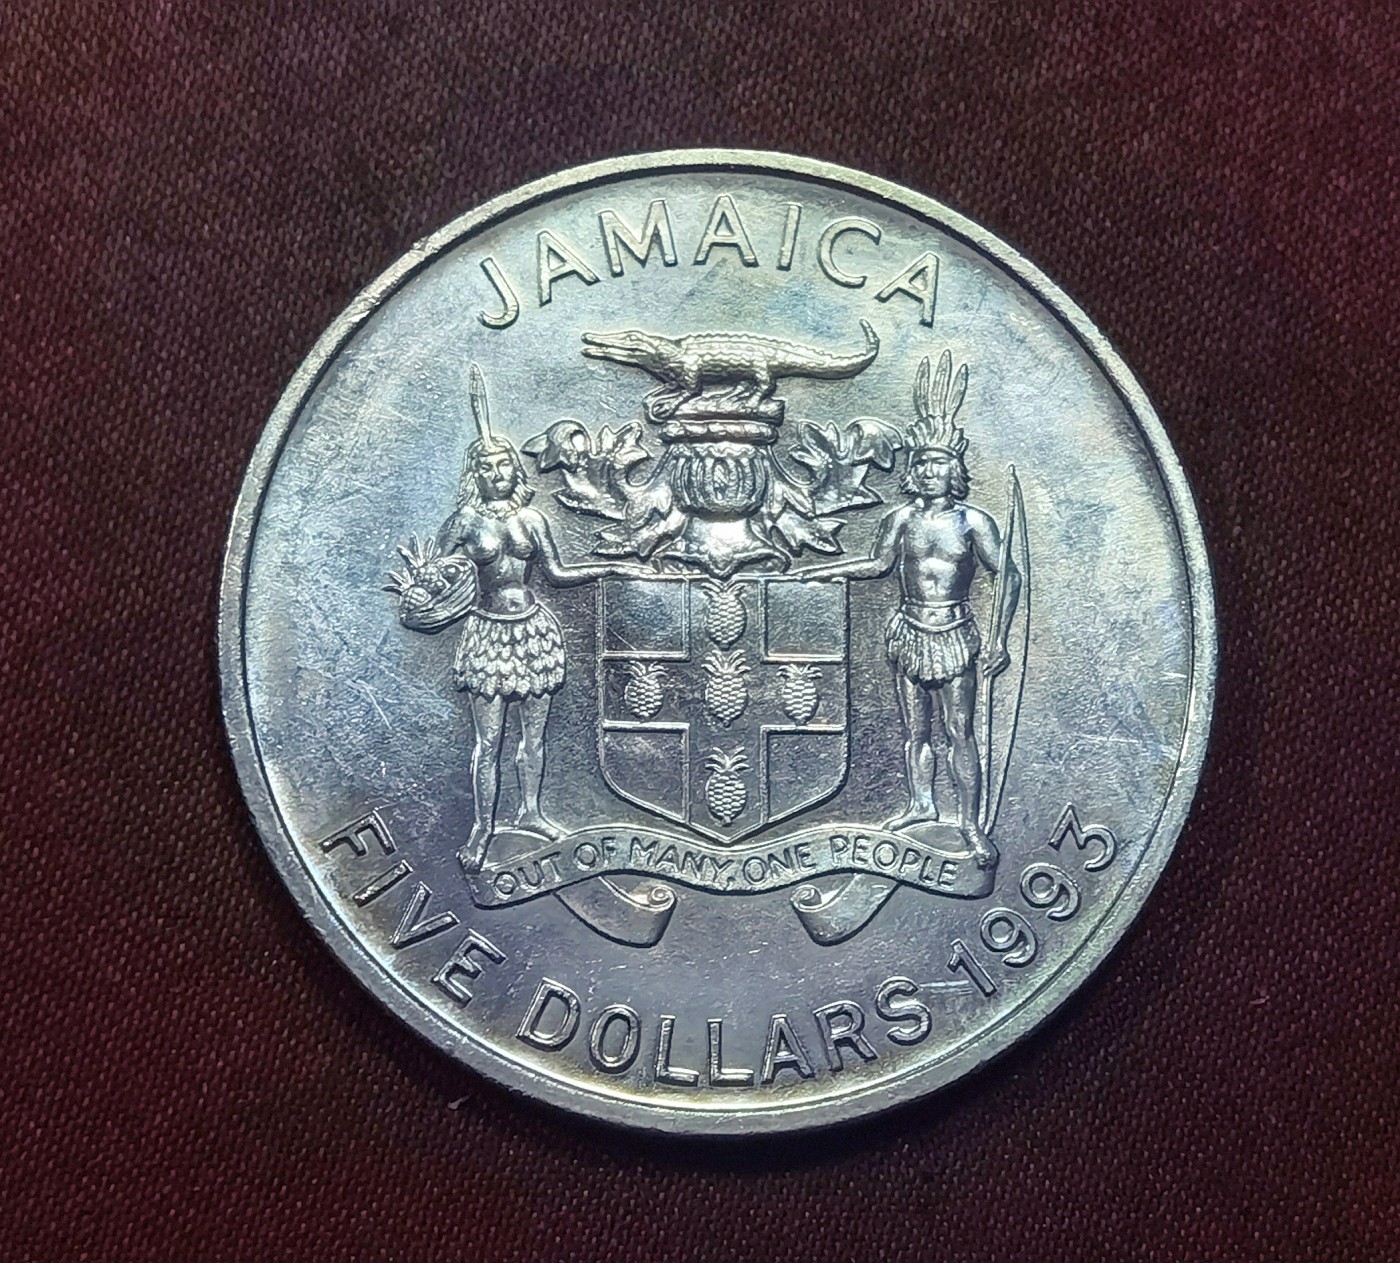 JAMAICA
OUT OF MANY, ONE PEOPLE
FIVE DOLLARS 1993